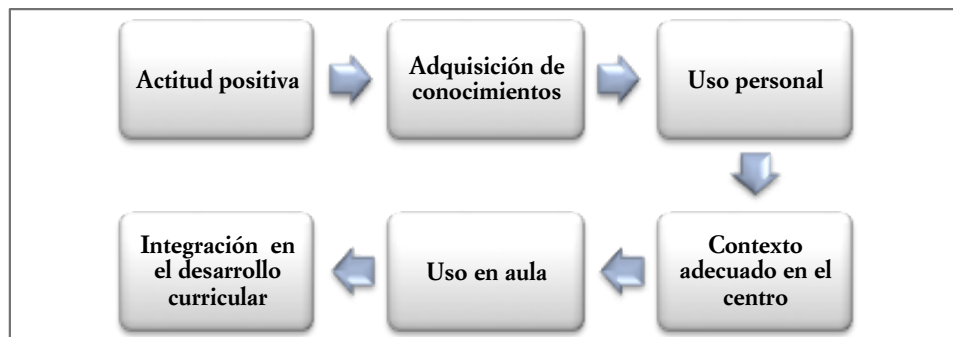 Actitud positiva
Adquisición de
conocimientos
Uso personal
Contexto
adecuado en el
centro
Uso en aula
Integración en
el desarrollo
curricular